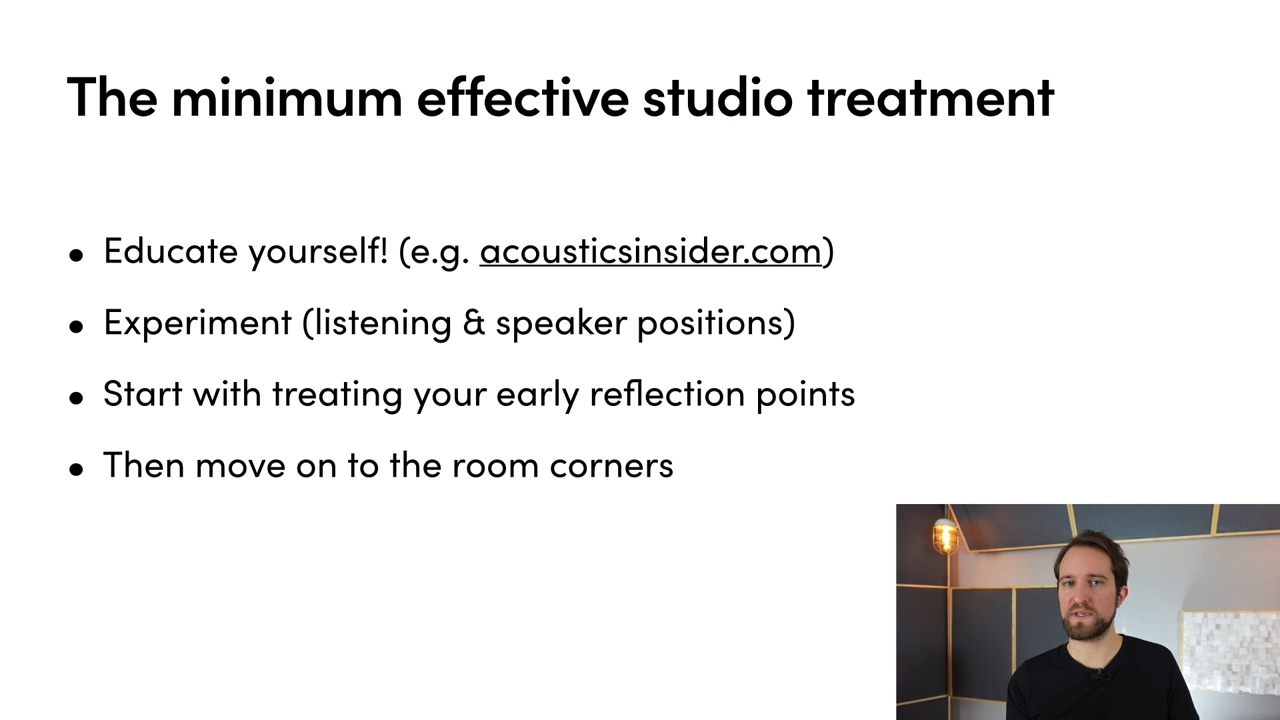 The minimum effective studio treatment
• Educate yourself! (e.g. acousticsinsider.com)
• Experiment (listening & speaker positions)
• Start with treating your early reflection points
• Then move on to the room corners